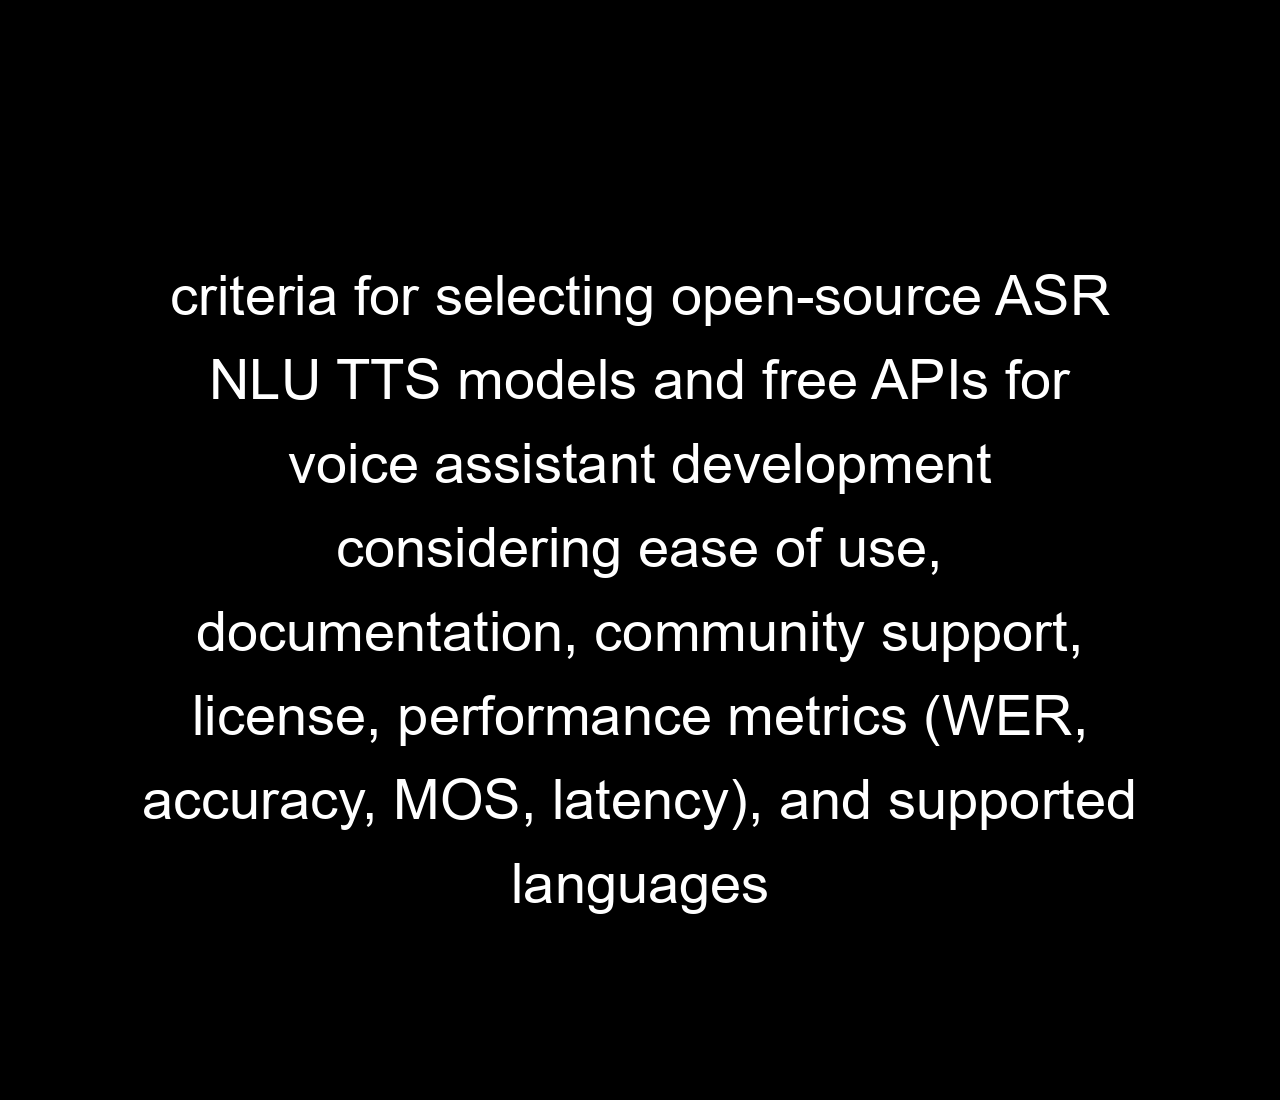 criteria for selecting open-source ASR
NLU TTS models and free APIs for
voice assistant development
considering ease of use,
documentation, community support,
license, performance metrics (WER,
accuracy, MOS, latency), and supported
languages